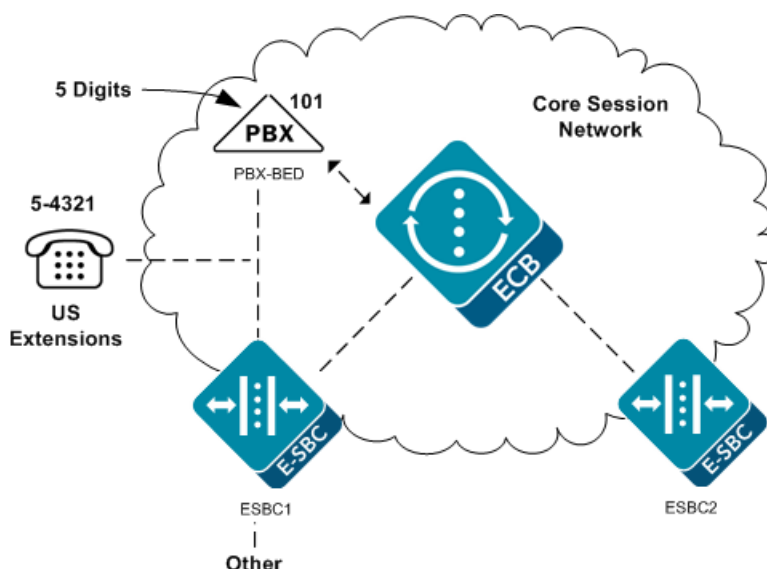 5 Digits
101
PBX
PBX-BED
Core Session
Network
5-4321
US
Extensions
ECB
E-SBC
ESBC1
E-SBC
ESBC2
Other